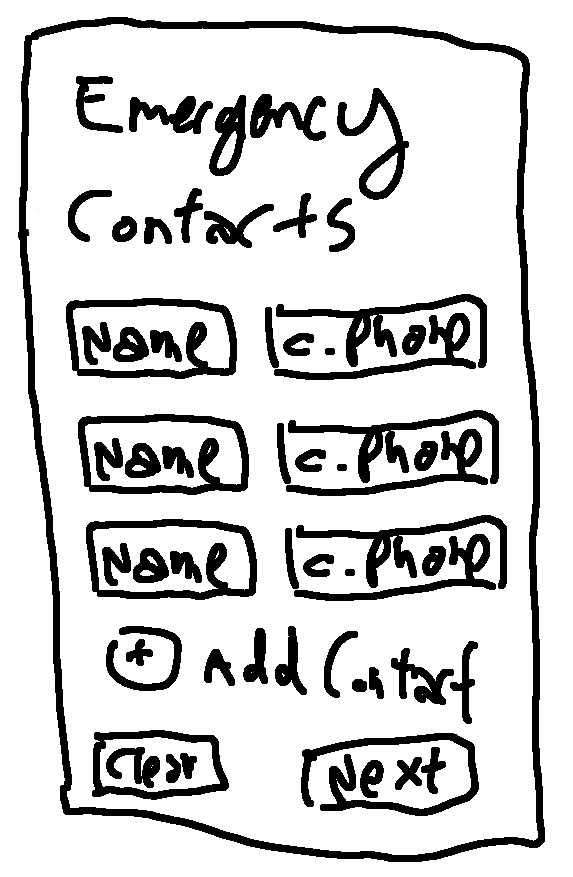 Emergency
Contacts
Name c. Phone
Name c. Phone
Name c. Phone
+ Add Contact
Clear Next